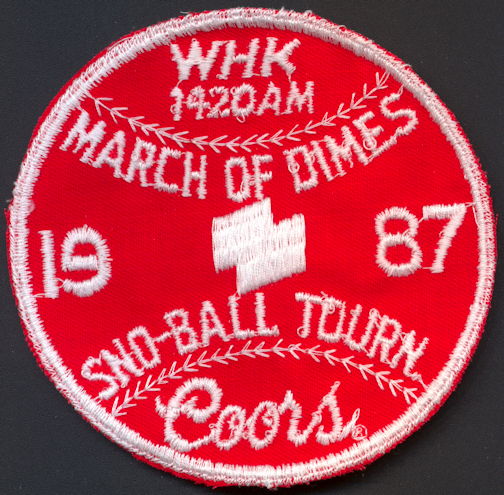 WHK
1420AM
MARCH OF DIMES
19 87
SNO-BALL TOURN.
Coors®